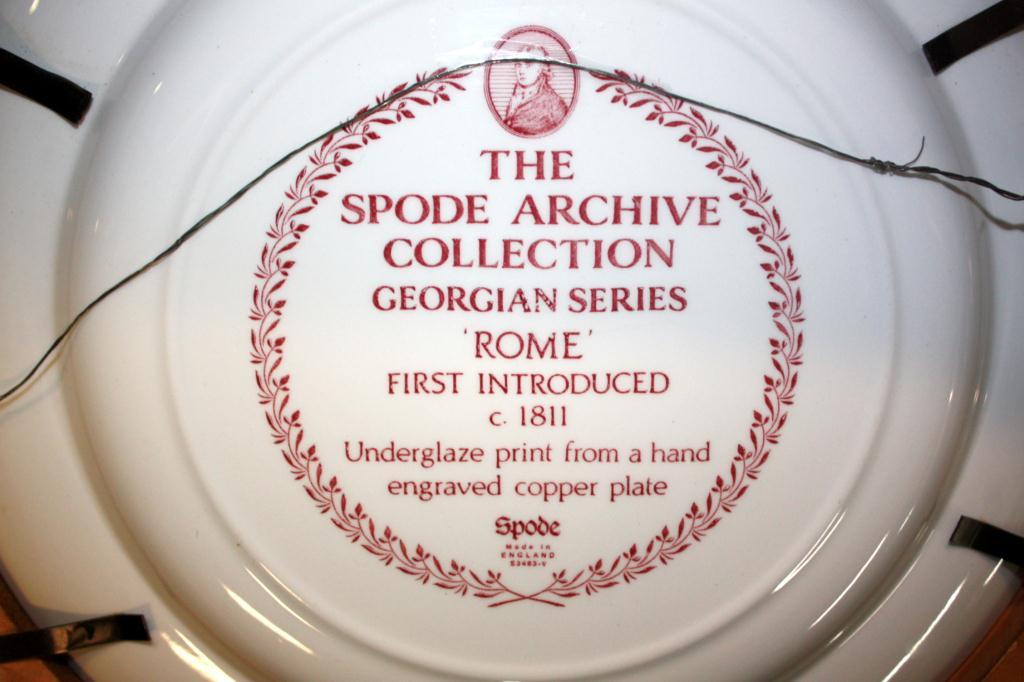 THE
SPODE ARCHIVE
COLLECTION
GEORGIAN SERIES
'ROME'
FIRST INTRODUCED
c. 1811
Underglaze print from a hand
engraved copper plate
Spode
Made in
ENGLAND
S3463-V